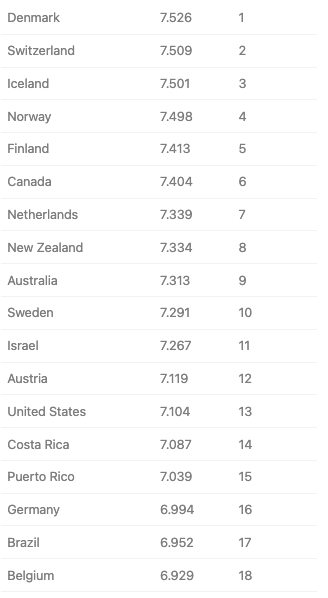 Denmark 7.526 1
Switzerland 7.509 2
Iceland 7.501 3
Norway 7.498 4
Finland 7.413 5
Canada 7.404 6
Netherlands 7.339 7
New Zealand 7.334 8
Australia 7.313 9
Sweden 7.291 10
Israel 7.267 11
Austria 7.119 12
United States 7.104 13
Costa Rica 7.087 14
Puerto Rico 7.039 15
Germany 6.994 16
Brazil 6.952 17
Belgium 6.929 18